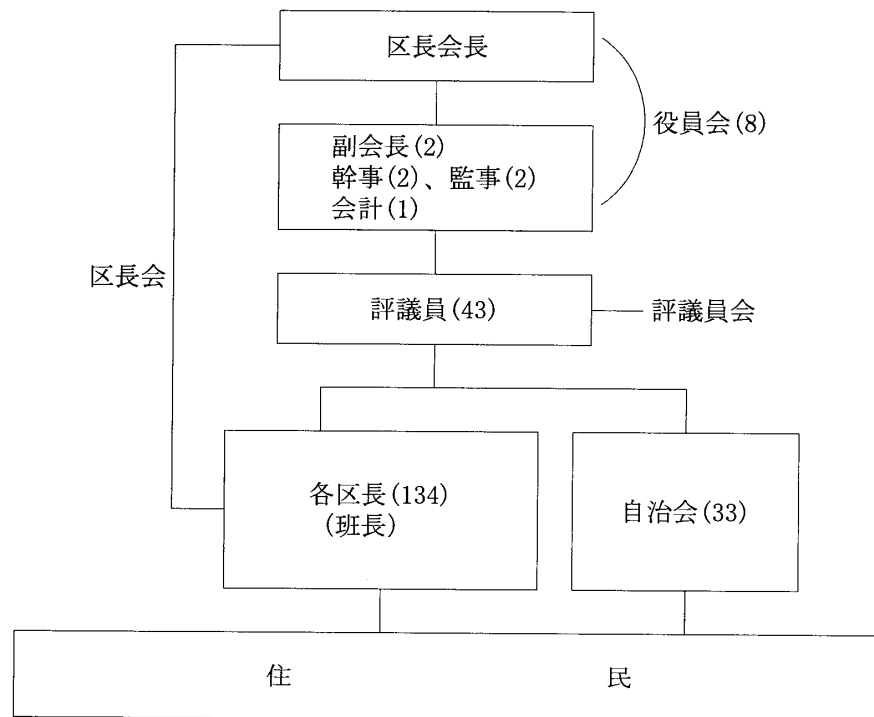 区長会長
役員会(8)
副会長(2)
幹事(2)、監事(2)
会計(1)
区長会
評議員(43)
評議員会
各区長(134)
(班長)
自治会(33)
住 民